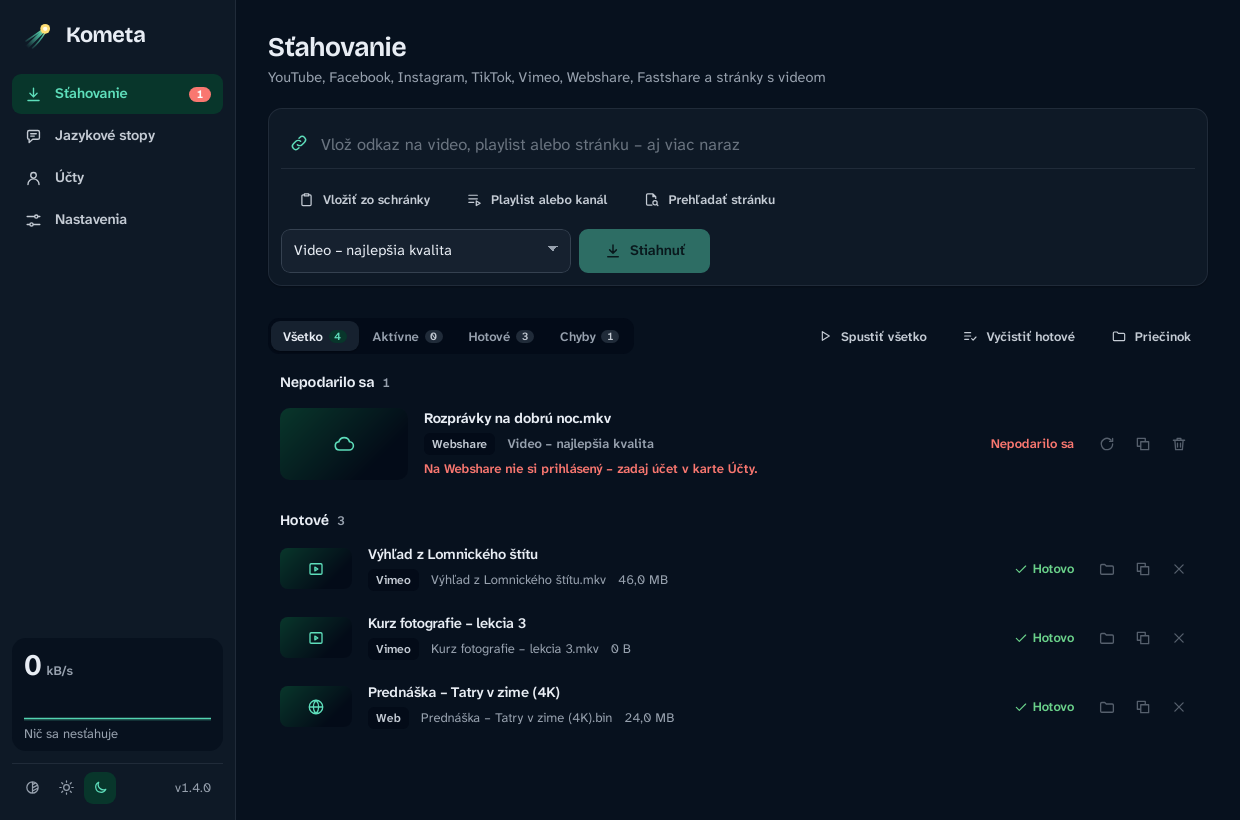 Kometa
Sťahovanie 1
Jazykové stopy
Účty
Nastavenia
0 kB/s
Nič sa nesťahuje
v1.4.0
Sťahovanie
YouTube, Facebook, Instagram, TikTok, Vimeo, Webshare, Fastshare a stránky s videom
Vlož odkaz na video, playlist alebo stránku – aj viac naraz
Vložiť zo schránky Playlist alebo kanál Prehľadať stránku
Video – najlepšia kvalita Stiahnuť
Všetko 4 Aktívne 0 Hotové 3 Chyby 1 Spustiť všetko Vyčistiť hotové Priečinok
Nepodarilo sa 1
Rozprávky na dobrú noc.mkv
Webshare Video – najlepšia kvalita Nepodarilo sa
Na Webshare nie si prihlásený – zadaj účet v karte Účty.
Hotové 3
Výhľad z Lomnického štítu
Vimeo Výhľad z Lomnického štítu.mkv 46,0 MB Hotovo
Kurz fotografie – lekcia 3
Vimeo Kurz fotografie – lekcia 3.mkv 0 B Hotovo
Prednáška – Tatry v zime (4K)
Web Prednáška – Tatry v zime (4K).bin 24,0 MB Hotovo